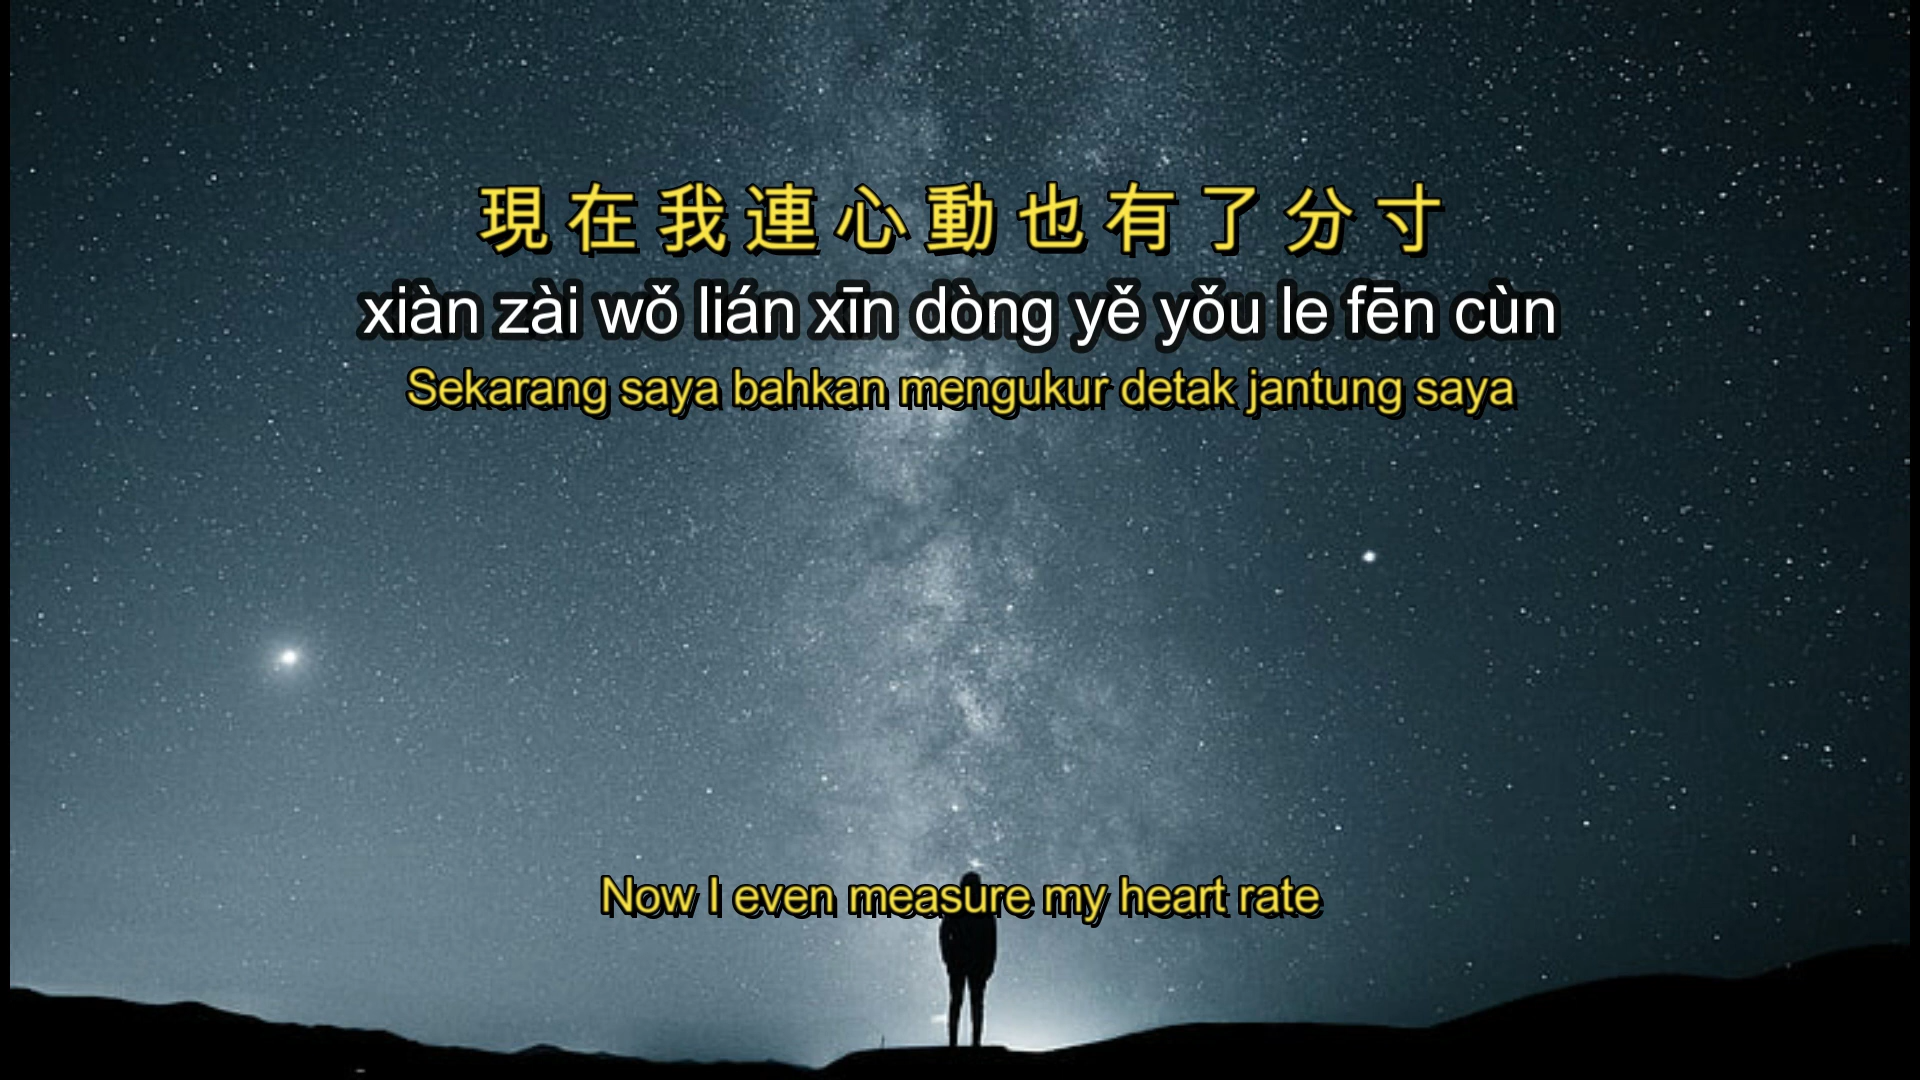 現在我連心動也有了分寸
xiàn zài wǒ lián xīn dòng yě yǒu le fēn cùn
Sekarang saya bahkan mengukur detak jantung saya
Now I even measure my heart rate